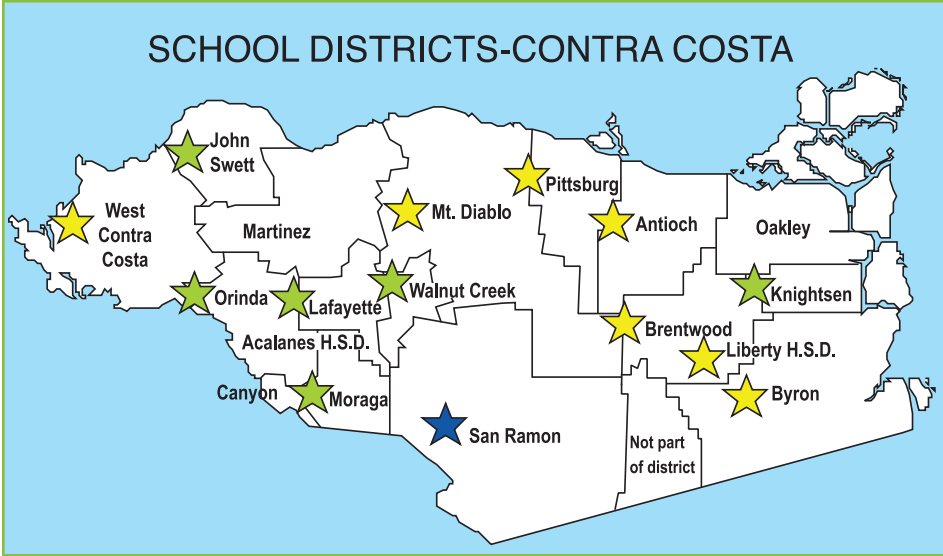 SCHOOL DISTRICTS-CONTRA COSTA
John
Swett
West
Contra
Costa
Martinez
Mt. Diablo
Pittsburg
Antioch
Oakley
Orinda
Lafayette
Walnut Creek
Knightsen
Acalanes H.S.D.
Brentwood
Liberty H.S.D.
Canyon
Moraga
Byron
San Ramon
Not part
of district